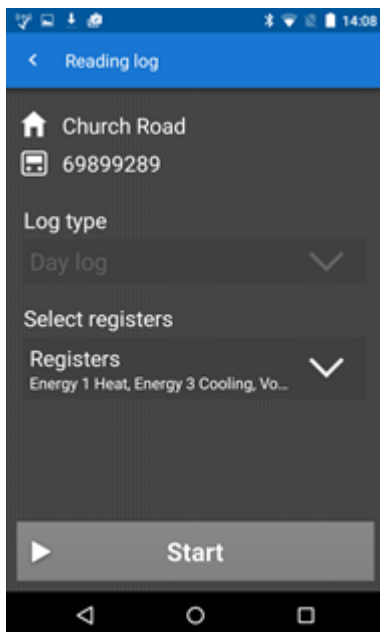 14:08
Reading log
Church Road
69899289
Log type
Day log
Select registers
Registers
Energy 1 Heat, Energy 3 Cooling, Vo...
Start